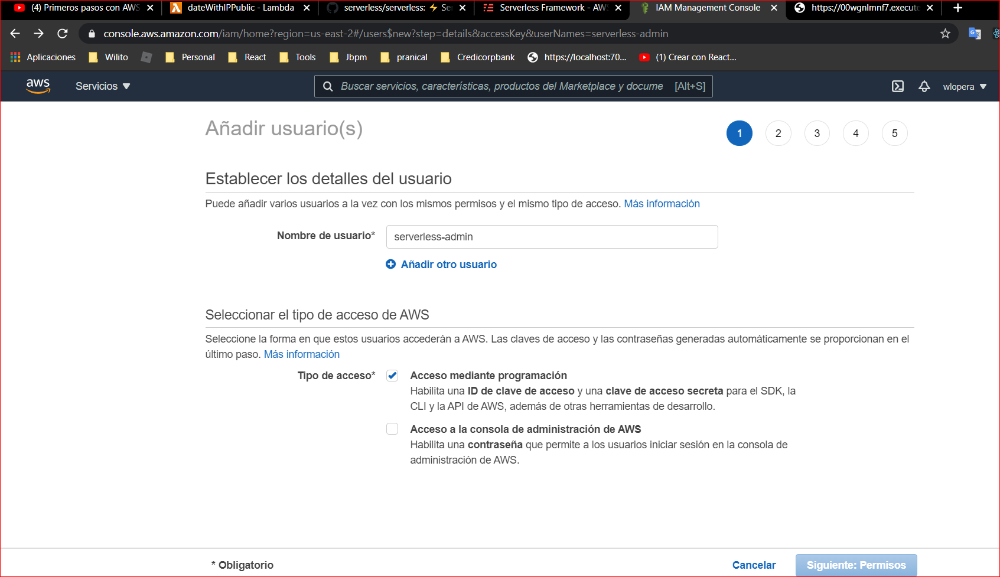 (4) Primeros pasos con AWS
dateWithIPPublic - Lambda
serverless/serverless: ⚡ Se
Serverless Framework - AW
IAM Management Console
https://00wgnlmnf7.execute
console.aws.amazon.com/iam/home?region=us-east-2#/users$new?step=details&accessKey&userNames=serverless-admin
Aplicaciones
Wilito
Personal
React
Tools
Jbpm
pranical
Credicorpbank
https://localhost:70...
(1) Crear con React...
aws
Servicios
Buscar servicios, características, productos del Marketplace y docume
[Alt+S]
wlopera
Añadir usuario(s)
1 2 3 4 5
Establecer los detalles del usuario
Puede añadir varios usuarios a la vez con los mismos permisos y el mismo tipo de acceso. Más información
Nombre de usuario*
serverless-admin
Añadir otro usuario
Seleccionar el tipo de acceso de AWS
Seleccione la forma en que estos usuarios accederán a AWS. Las claves de acceso y las contraseñas generadas automáticamente se proporcionan en el
último paso. Más información
Tipo de acceso*
Acceso mediante programación
Habilita una ID de clave de acceso y una clave de acceso secreta para el SDK, la
CLI y la API de AWS, además de otras herramientas de desarrollo.
Acceso a la consola de administración de AWS
Habilita una contraseña que permite a los usuarios iniciar sesión en la consola de
administración de AWS.
* Obligatorio
Cancelar
Siguiente: Permisos